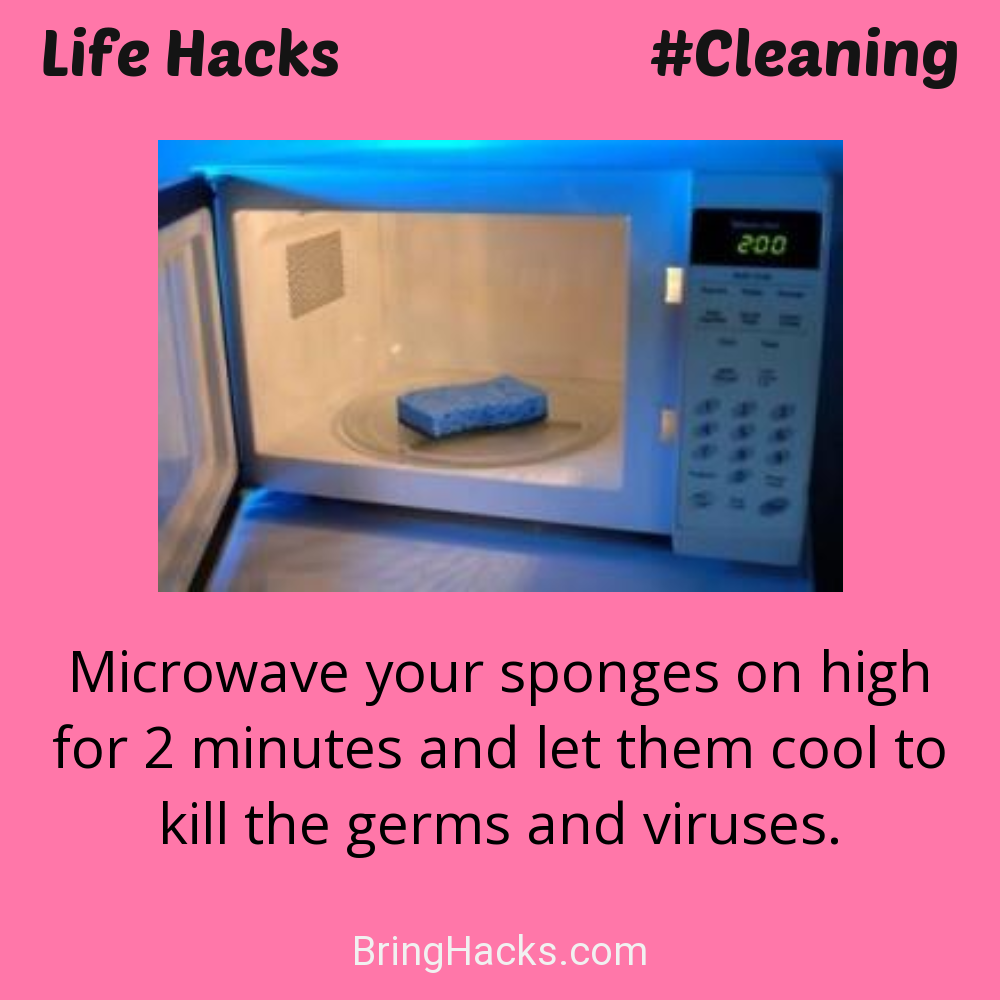 Life Hacks #Cleaning
2:00
Microwave your sponges on high
for 2 minutes and let them cool to
kill the germs and viruses.
BringHacks.com